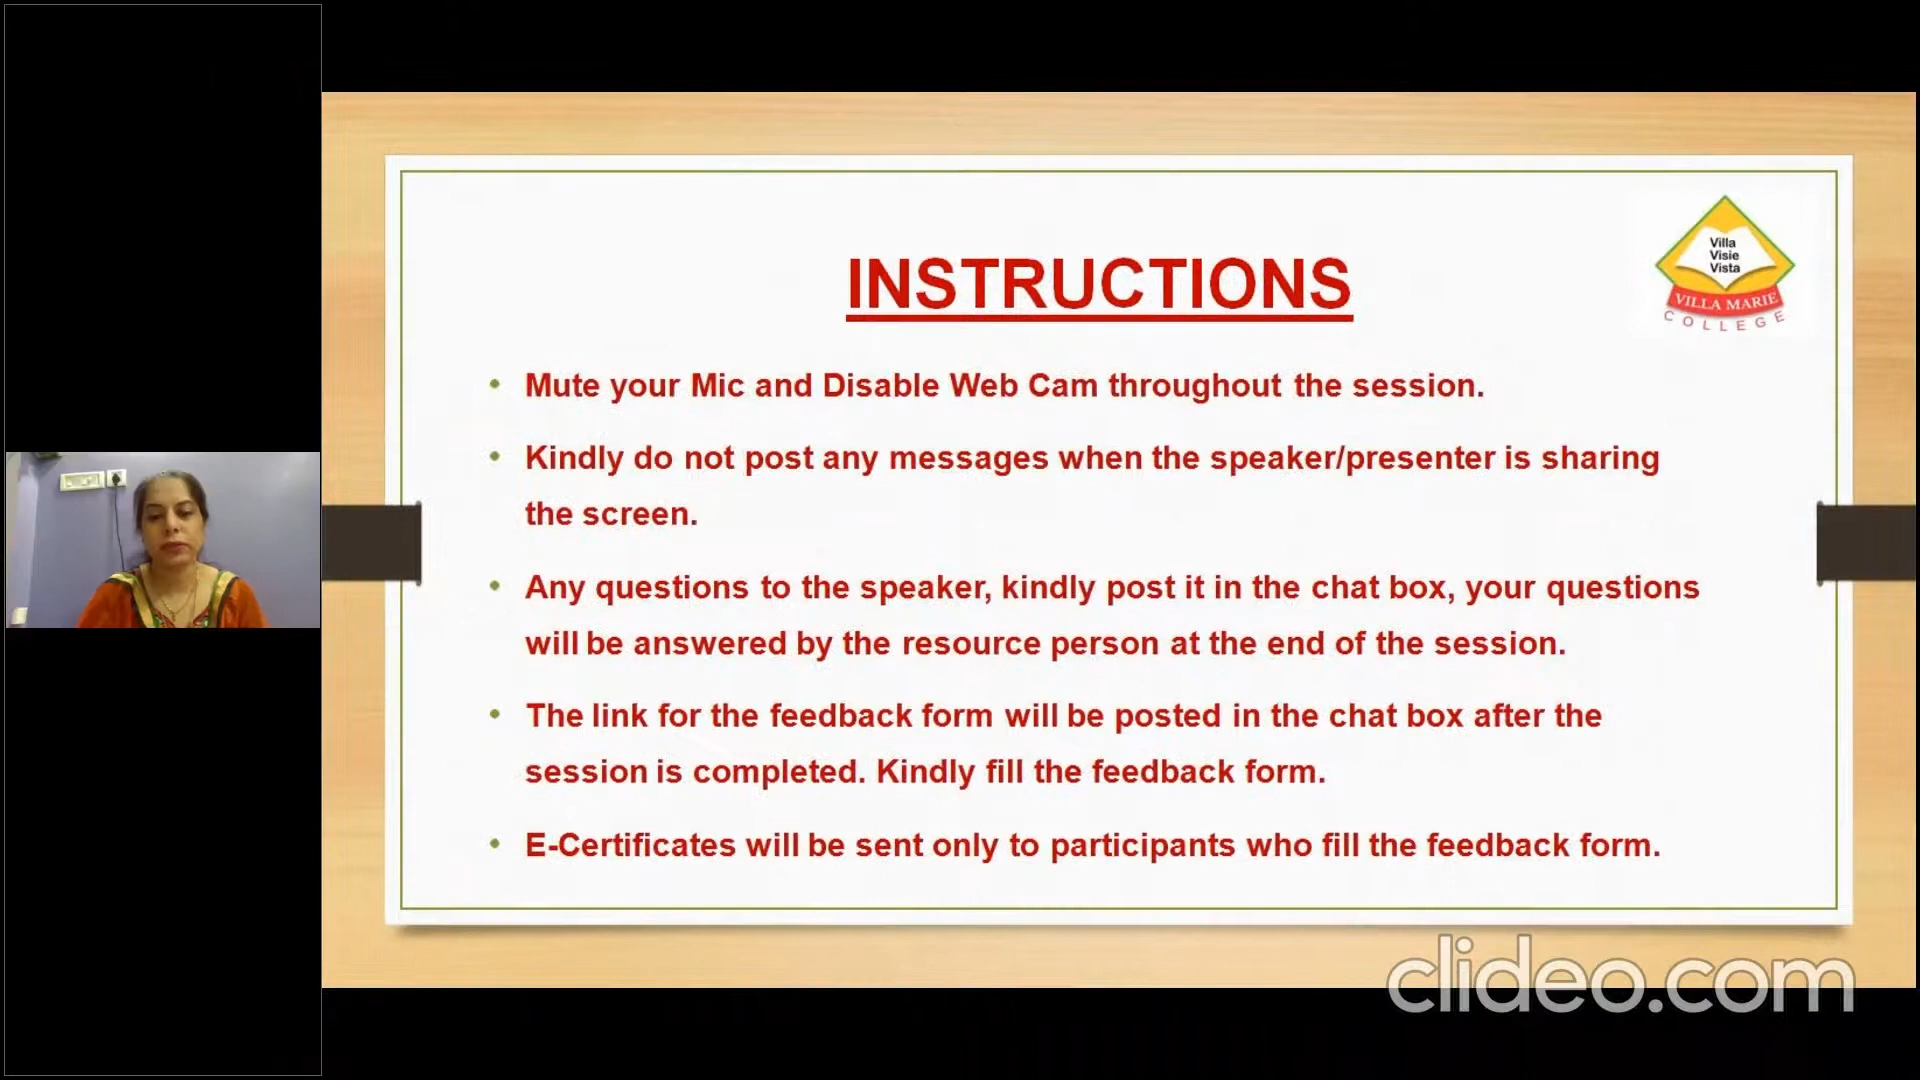 INSTRUCTIONS
Villa
Visie
Vista
VILLA MARIE
COLLEGE
• Mute your Mic and Disable Web Cam throughout the session.
• Kindly do not post any messages when the speaker/presenter is sharing
the screen.
• Any questions to the speaker, kindly post it in the chat box, your questions
will be answered by the resource person at the end of the session.
• The link for the feedback form will be posted in the chat box after the
session is completed. Kindly fill the feedback form.
• E-Certificates will be sent only to participants who fill the feedback form.
clideo.com